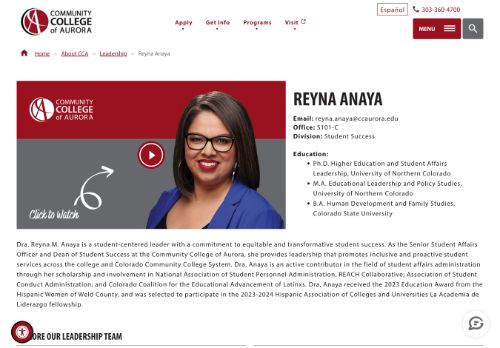 COMMUNITY
COLLEGE
of AURORA
Español
303-360-4700
Apply
Get Info
Programs
Visit
MENU
Home » About CCA » Leadership » Reyna Anaya
COMMUNITY
COLLEGE
of AURORA
Click to Watch
REYNA ANAYA
Email: reyna.anaya@ccaurora.edu
Office: S101-C
Division: Student Success
Education:
• Ph.D. Higher Education and Student Affairs
Leadership, University of Northern Colorado
• M.A. Educational Leadership and Policy Studies,
University of Northern Colorado
• B.A. Human Development and Family Studies,
Colorado State University
Dra. Reyna M. Anaya is a student-centered leader with a commitment to equitable and transformative student success. As the Senior Student Affairs
Officer and Dean of Student Success at the Community College of Aurora, she provides leadership that promotes inclusive and proactive student
services across the college and Colorado Community College System. Dra. Anaya is an active contributor in the field of student affairs administration
through her scholarship and involvement in National Association of Student Personnel Administration, REACH Collaborative; Association of Student
Conduct Administration; and Colorado Coalition for the Educational Advancement of Latinxs. Dra. Anaya received the 2023 Education Award from the
Hispanic Women of Weld County, and was selected to participate in the 2023-2024 Hispanic Association of Colleges and Universities La Academia de
Liderazgo fellowship.
ORE OUR LEADERSHIP TEAM